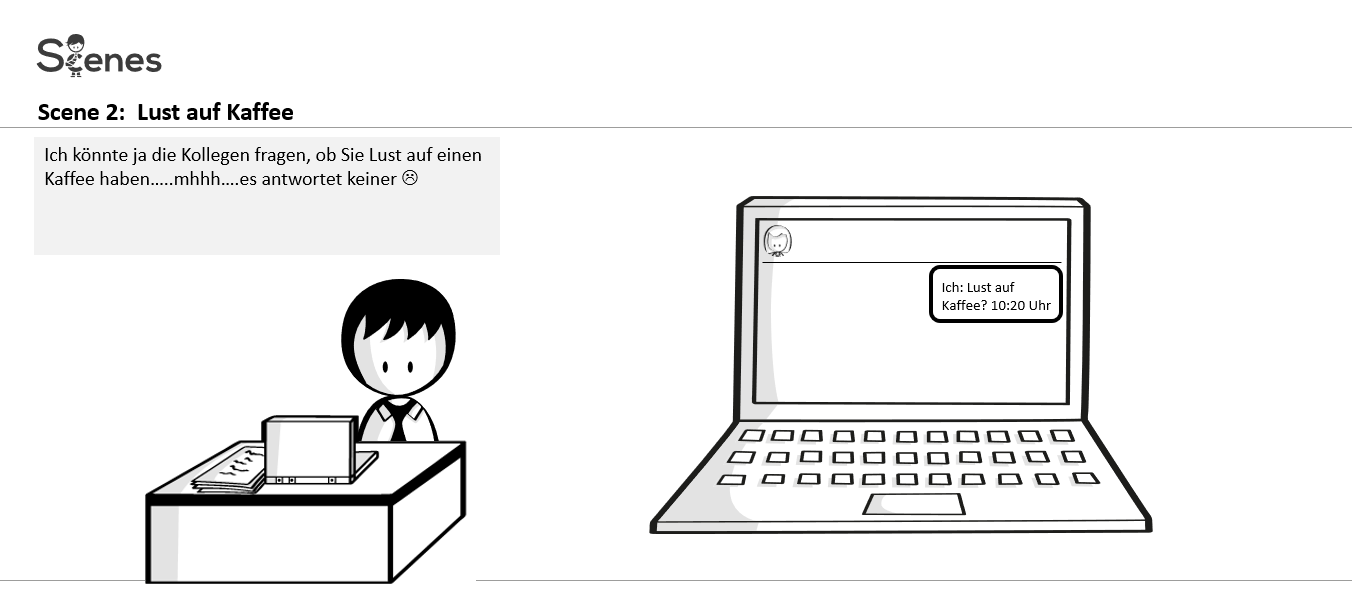 Scenes
Scene 2: Lust auf Kaffee
Ich könnte ja die Kollegen fragen, ob Sie Lust auf einen
Kaffee haben.....mhhh....es antwortet keiner ☹
Ich: Lust auf
Kaffee? 10:20 Uhr